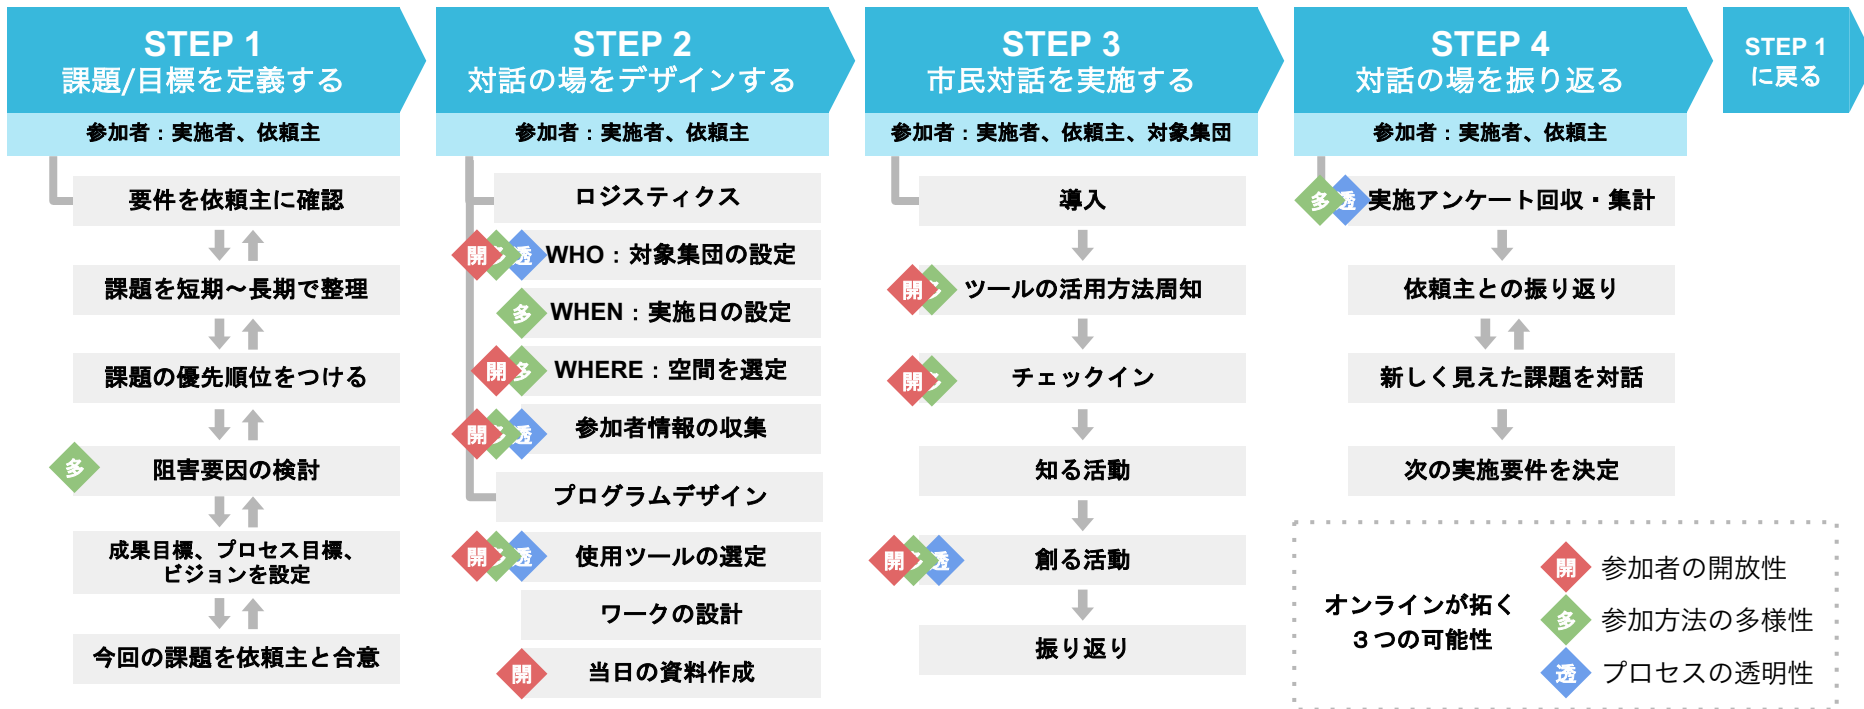 STEP 1
課題/目標を定義する
参加者：実施者、依頼主
要件を依頼主に確認
課題を短期～長期で整理
課題の優先順位をつける
多
阻害要因の検討
成果目標、プロセス目標、
ビジョンを設定
今回の課題を依頼主と合意
STEP 2
対話の場をデザインする
参加者：実施者、依頼主
ロジスティクス
開 多 透 WHO：対象集団の設定
多 WHEN：実施日の設定
開 多 WHERE：空間を選定
開 多 透 参加者情報の収集
プログラムデザイン
開 多 透 使用ツールの選定
ワークの設計
開 当日の資料作成
STEP 3
市民対話を実施する
参加者：実施者、依頼主、対象集団
導入
開 多 ツールの活用方法周知
開 多 チェックイン
知る活動
開 多 透 創る活動
振り返り
STEP 4
対話の場を振り返る
参加者：実施者、依頼主
多 透 実施アンケート回収・集計
依頼主との振り返り
新しく見えた課題を対話
次の実施要件を決定
STEP 1
に戻る
オンラインが拓く
３つの可能性
開 参加者の開放性
多 参加方法の多様性
透 プロセスの透明性